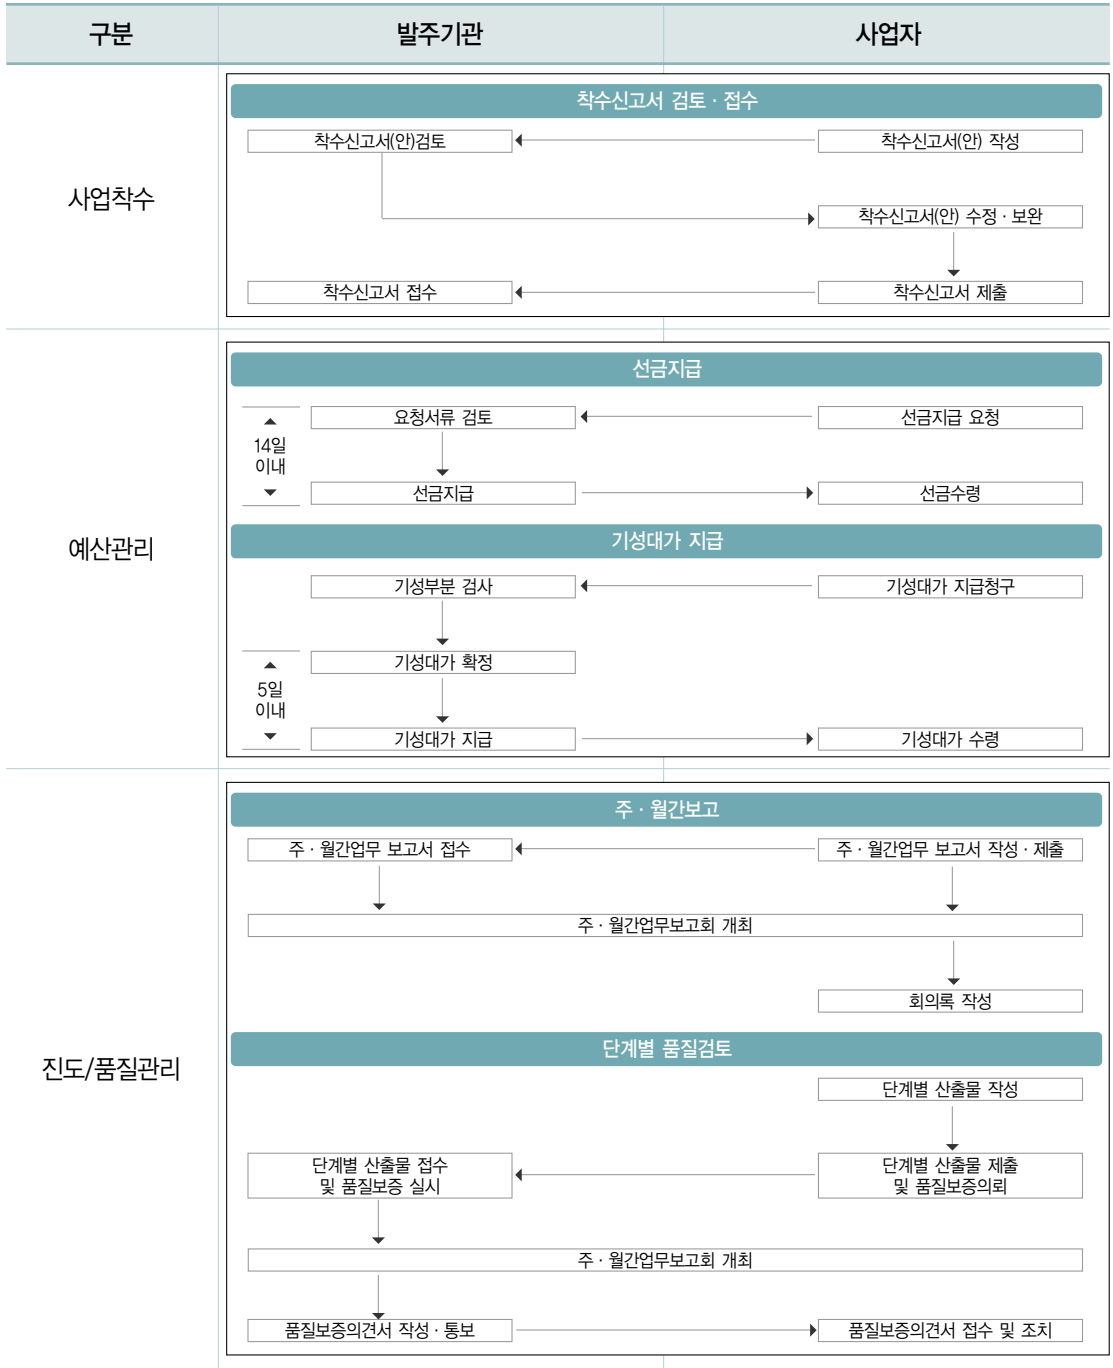 구분 발주기관 사업자
사업착수
착수신고서 검토 · 접수
착수신고서(안)검토 착수신고서(안) 작성
착수신고서(안) 수정 · 보완
착수신고서 접수 착수신고서 제출
예산관리
선금지급
14일
이내
요청서류 검토 선금지급 요청
선금지급 선금수령
기성대가 지급
기성부분 검사 기성대가 지급청구
5일
이내
기성대가 확정
기성대가 지급 기성대가 수령
진도/품질관리
주 · 월간보고
주 · 월간업무 보고서 접수 주 · 월간업무 보고서 작성 · 제출
주 · 월간업무보고회 개최
회의록 작성
단계별 품질검토
단계별 산출물 작성
단계별 산출물 접수
및 품질보증 실시
단계별 산출물 제출
및 품질보증의뢰
주 · 월간업무보고회 개최
품질보증의견서 작성 · 통보 품질보증의견서 접수 및 조치